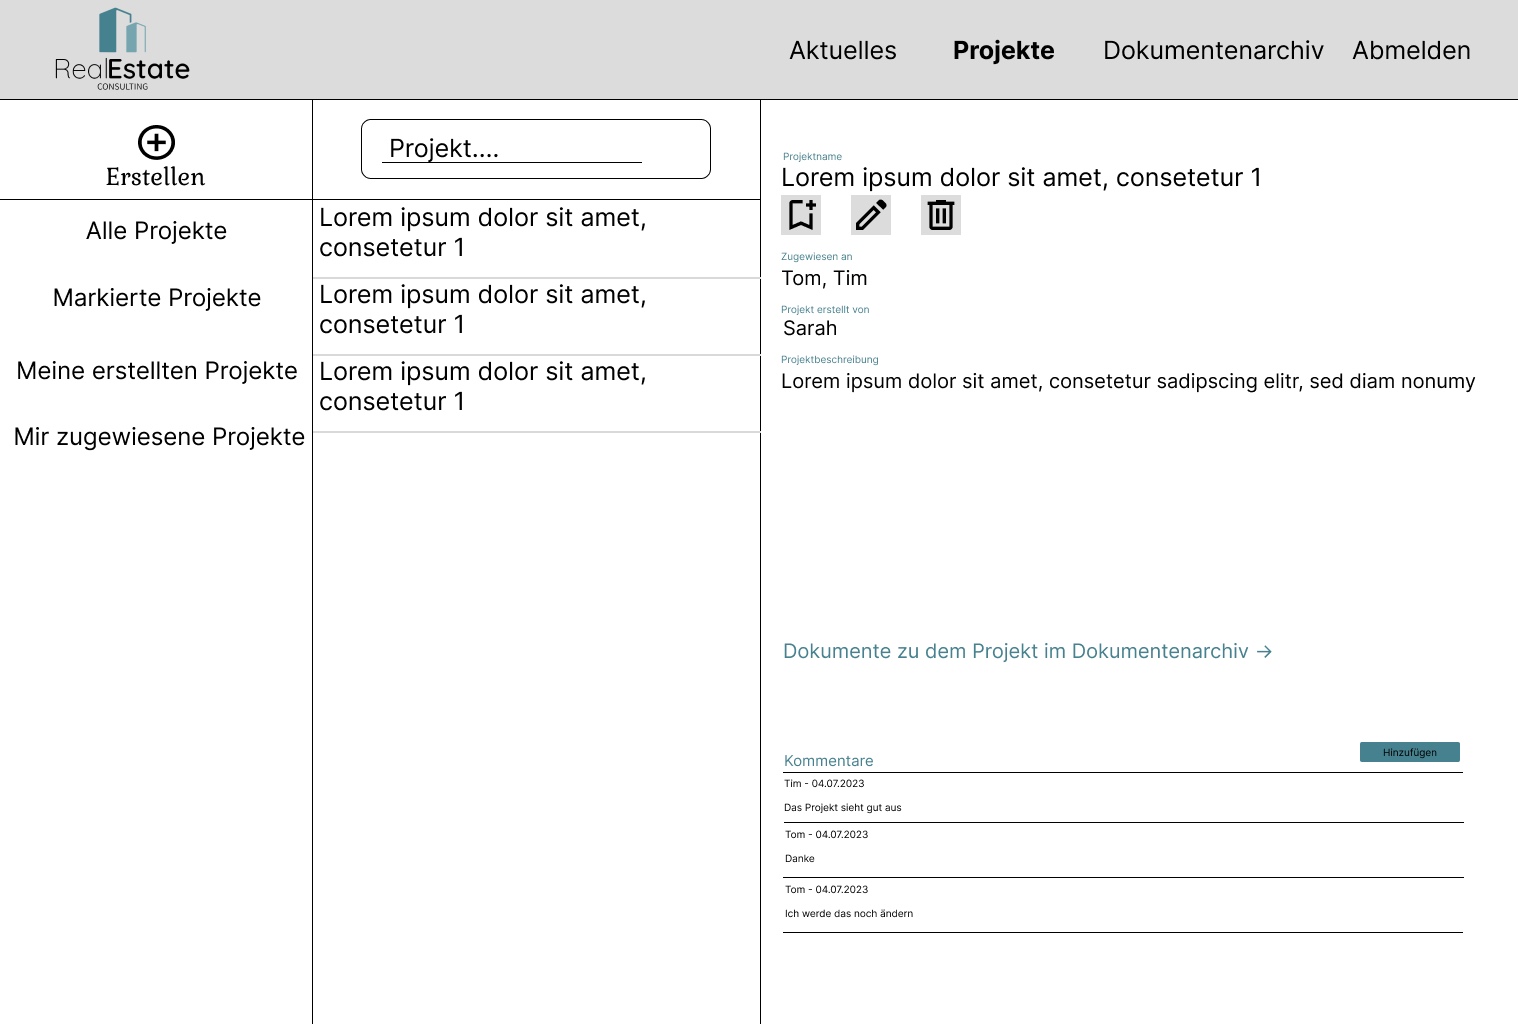 RealEstate
CONSULTING
Aktuelles
Projekte
Dokumentenarchiv
Abmelden
Erstellen
Alle Projekte
Markierte Projekte
Meine erstellten Projekte
Mir zugewiesene Projekte
Projekt....
Lorem ipsum dolor sit amet,
consetetur 1
Lorem ipsum dolor sit amet,
consetetur 1
Lorem ipsum dolor sit amet,
consetetur 1
Projektname
Lorem ipsum dolor sit amet, consetetur 1
Zugewiesen an
Tom, Tim
Projekt erstellt von
Sarah
Projektbeschreibung
Lorem ipsum dolor sit amet, consetetur sadipscing elitr, sed diam nonumy
Dokumente zu dem Projekt im Dokumentenarchiv →
Kommentare
Hinzufügen
Tim - 04.07.2023
Das Projekt sieht gut aus
Tom - 04.07.2023
Danke
Tom - 04.07.2023
Ich werde das noch ändern